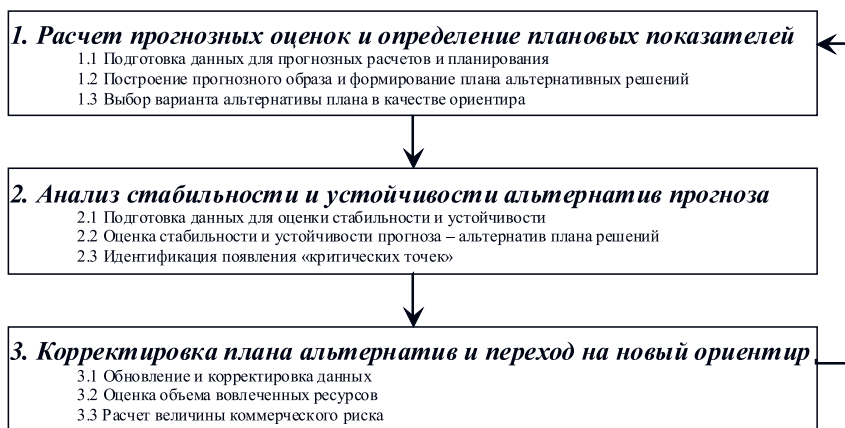 1. Расчет прогнозных оценок и определение плановых показателей
1.1 Подготовка данных для прогнозных расчетов и планирования
1.2 Построение прогнозного образа и формирование плана альтернативных решений
1.3 Выбор варианта альтернативы плана в качестве ориентира
2. Анализ стабильности и устойчивости альтернатив прогноза
2.1 Подготовка данных для оценки стабильности и устойчивости
2.2 Оценка стабильности и устойчивости прогноза – альтернатив плана решений
2.3 Идентификация появления «критических точек»
3. Корректировка плана альтернатив и переход на новый ориентир
3.1 Обновление и корректировка данных
3.2 Оценка объема вовлеченных ресурсов
3.3 Расчет величины коммерческого риска